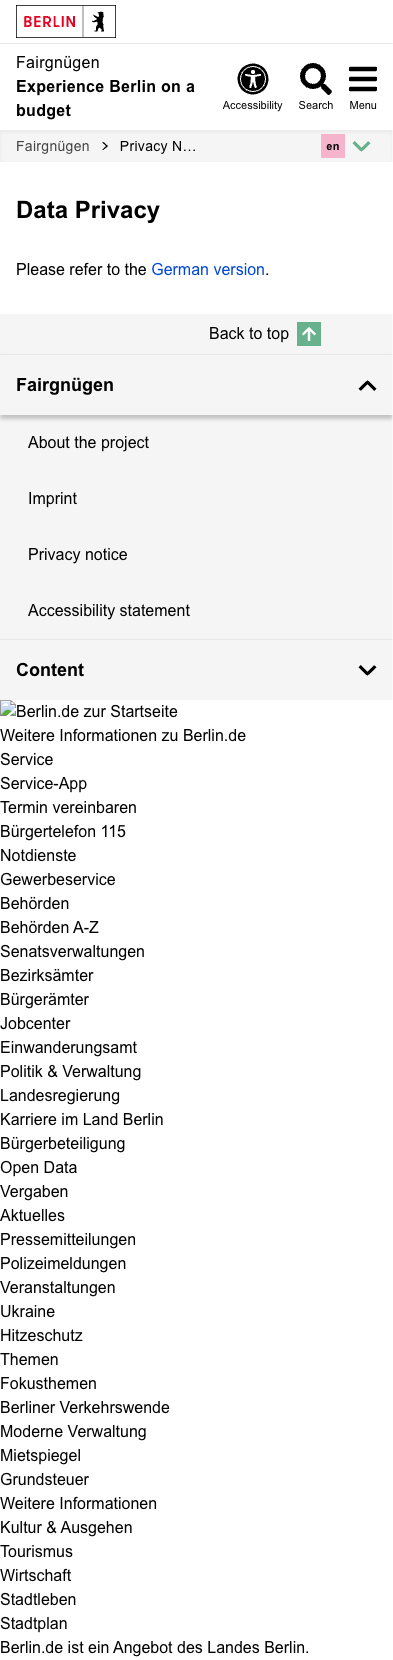 BERLIN
Fairgnügen
Experience Berlin on a
budget
Accessibility
Search
Menu
Fairgnügen > Privacy N…
en
Data Privacy
Please refer to the German version.
Back to top
Fairgnügen
About the project
Imprint
Privacy notice
Accessibility statement
Content
Berlin.de zur Startseite
Weitere Informationen zu Berlin.de
Service
Service-App
Termin vereinbaren
Bürgertelefon 115
Notdienste
Gewerbeservice
Behörden
Behörden A-Z
Senatsverwaltungen
Bezirksämter
Bürgerämter
Jobcenter
Einwanderungsamt
Politik & Verwaltung
Landesregierung
Karriere im Land Berlin
Bürgerbeteiligung
Open Data
Vergaben
Aktuelles
Pressemitteilungen
Polizeimeldungen
Veranstaltungen
Ukraine
Hitzeschutz
Themen
Fokusthemen
Berliner Verkehrswende
Moderne Verwaltung
Mietspiegel
Grundsteuer
Weitere Informationen
Kultur & Ausgehen
Tourismus
Wirtschaft
Stadtleben
Stadtplan
Berlin.de ist ein Angebot des Landes Berlin.